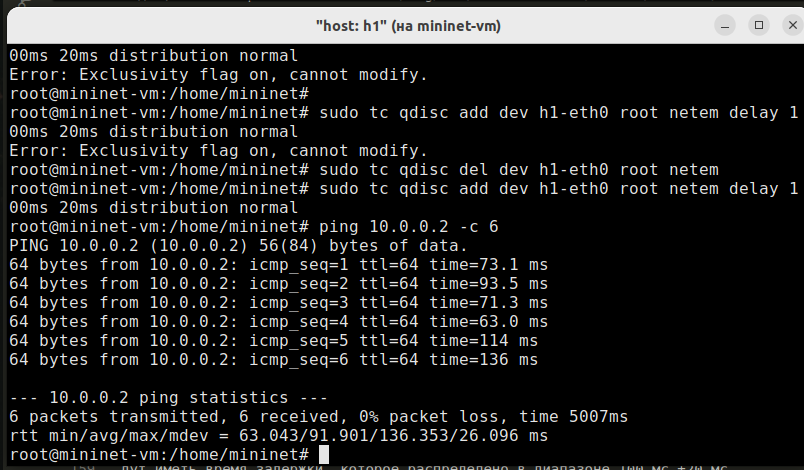 "host: h1" (на mininet-vm)
00ms 20ms distribution normal
Error: Exclusivity flag on, cannot modify.
root@mininet-vm:/home/mininet#
root@mininet-vm:/home/mininet# sudo tc qdisc add dev h1-eth0 root netem delay 1
00ms 20ms distribution normal
Error: Exclusivity flag on, cannot modify.
root@mininet-vm:/home/mininet# sudo tc qdisc del dev h1-eth0 root netem
root@mininet-vm:/home/mininet# sudo tc qdisc add dev h1-eth0 root netem delay 1
00ms 20ms distribution normal
root@mininet-vm:/home/mininet# ping 10.0.0.2 -c 6
PING 10.0.0.2 (10.0.0.2) 56(84) bytes of data.
64 bytes from 10.0.0.2: icmp_seq=1 ttl=64 time=73.1 ms
64 bytes from 10.0.0.2: icmp_seq=2 ttl=64 time=93.5 ms
64 bytes from 10.0.0.2: icmp_seq=3 ttl=64 time=71.3 ms
64 bytes from 10.0.0.2: icmp_seq=4 ttl=64 time=63.0 ms
64 bytes from 10.0.0.2: icmp_seq=5 ttl=64 time=114 ms
64 bytes from 10.0.0.2: icmp_seq=6 ttl=64 time=136 ms
--- 10.0.0.2 ping statistics ---
6 packets transmitted, 6 received, 0% packet loss, time 5007ms
rtt min/avg/max/mdev = 63.043/91.901/136.353/26.096 ms
root@mininet-vm:/home/mininet#
иметь время задержки, которое распределено в диапазоне 100 мс ±20 мс